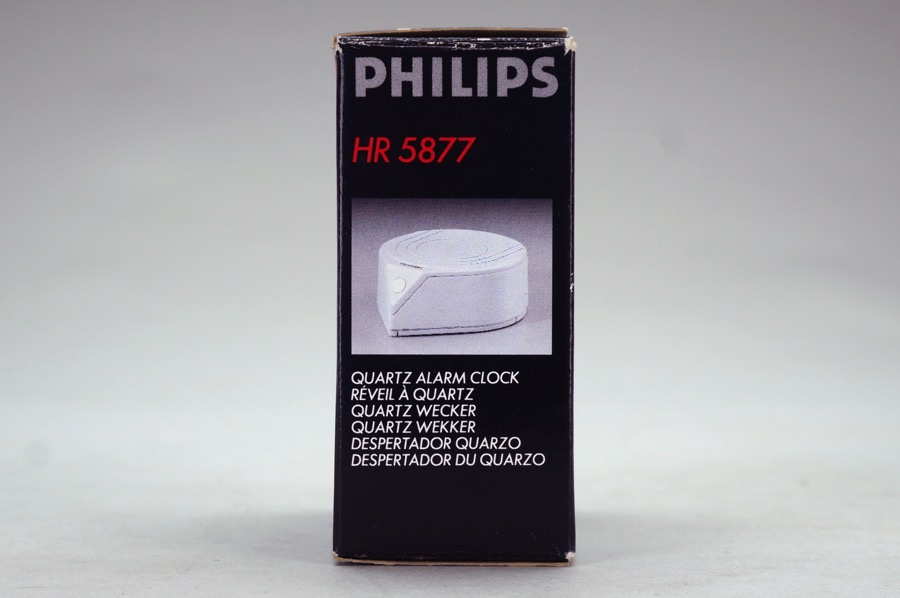 PHILIPS
HR 5877
QUARTZ ALARM CLOCK
RÉVEIL À QUARTZ
QUARTZ WECKER
QUARTZ WEKKER
DESPERTADOR QUARZO
DESPERTADOR DU QUARZO